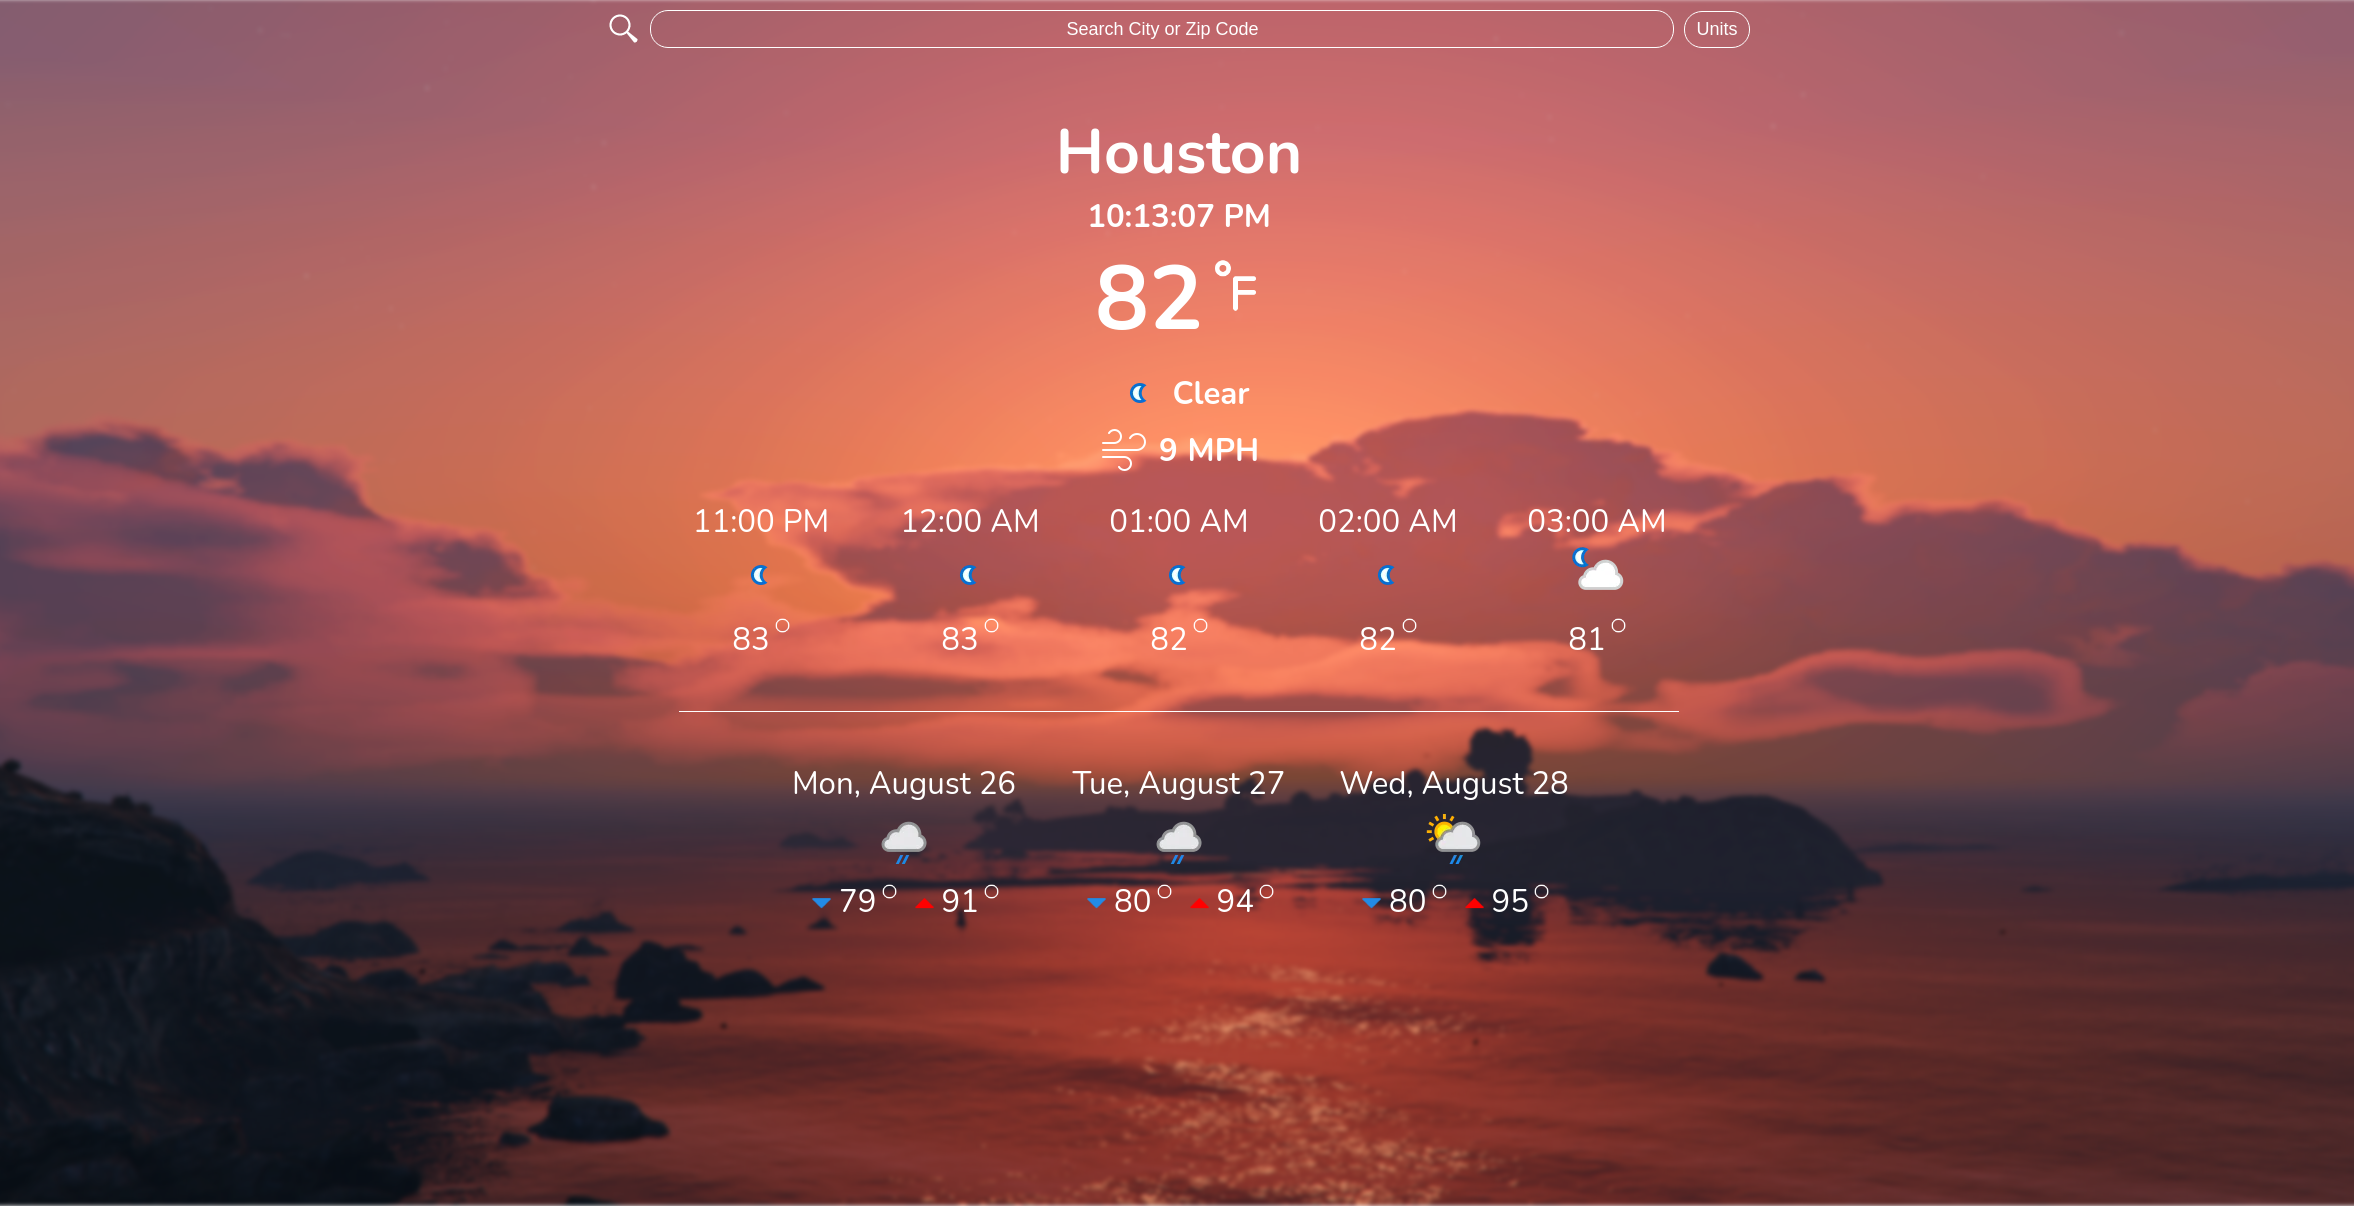 Search City or Zip Code Units
Houston
10:13:07 PM
82 °F
Clear
9 MPH
11:00 PM 12:00 AM 01:00 AM 02:00 AM 03:00 AM
83° 83° 82° 82° 81°
Mon, August 26 Tue, August 27 Wed, August 28
79° 91° 80° 94° 80° 95°